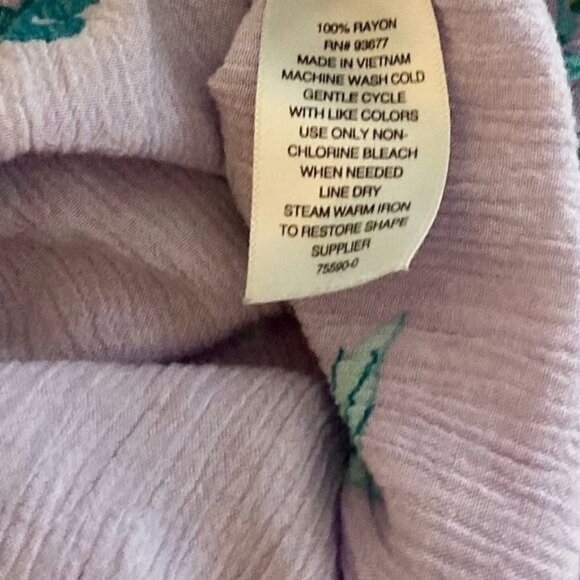 100% RAYON
RN# 93677
MADE IN VIETNAM
MACHINE WASH COLD
GENTLE CYCLE
WITH LIKE COLORS
USE ONLY NON-
CHLORINE BLEACH
WHEN NEEDED
LINE DRY
STEAM WARM IRON
TO RESTORE SHAPE
SUPPLIER
75590-0